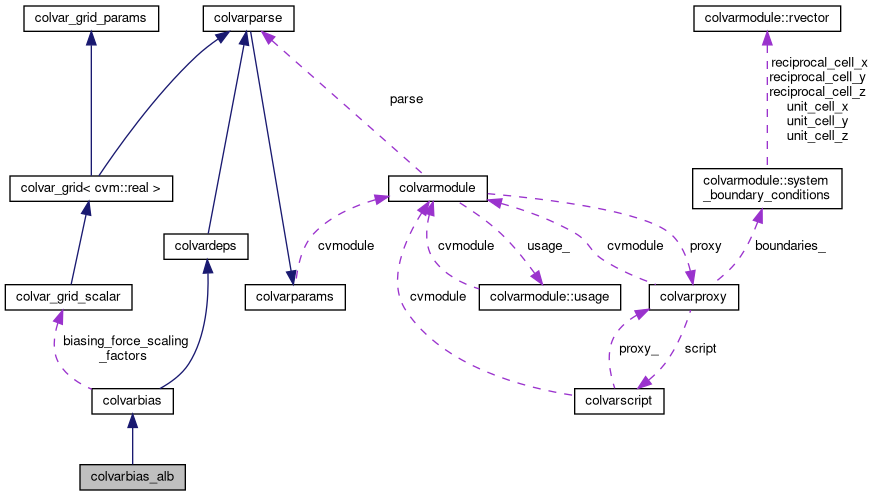 colvar_grid_params
colvarparse
colvarmodule::rvector
reciprocal_cell_x
reciprocal_cell_y
reciprocal_cell_z
unit_cell_x
unit_cell_y
unit_cell_z
parse
colvar_grid< cvm::real >
colvarmodule
colvarmodule::system
_boundary_conditions
colvardeps
cvmodule
cvmodule
usage_
cvmodule
proxy
boundaries_
colvar_grid_scalar
colvarparams
cvmodule
colvarmodule::usage
colvarproxy
biasing_force_scaling
_factors
proxy_
script
colvarbias
colvarscript
colvarbias_alb